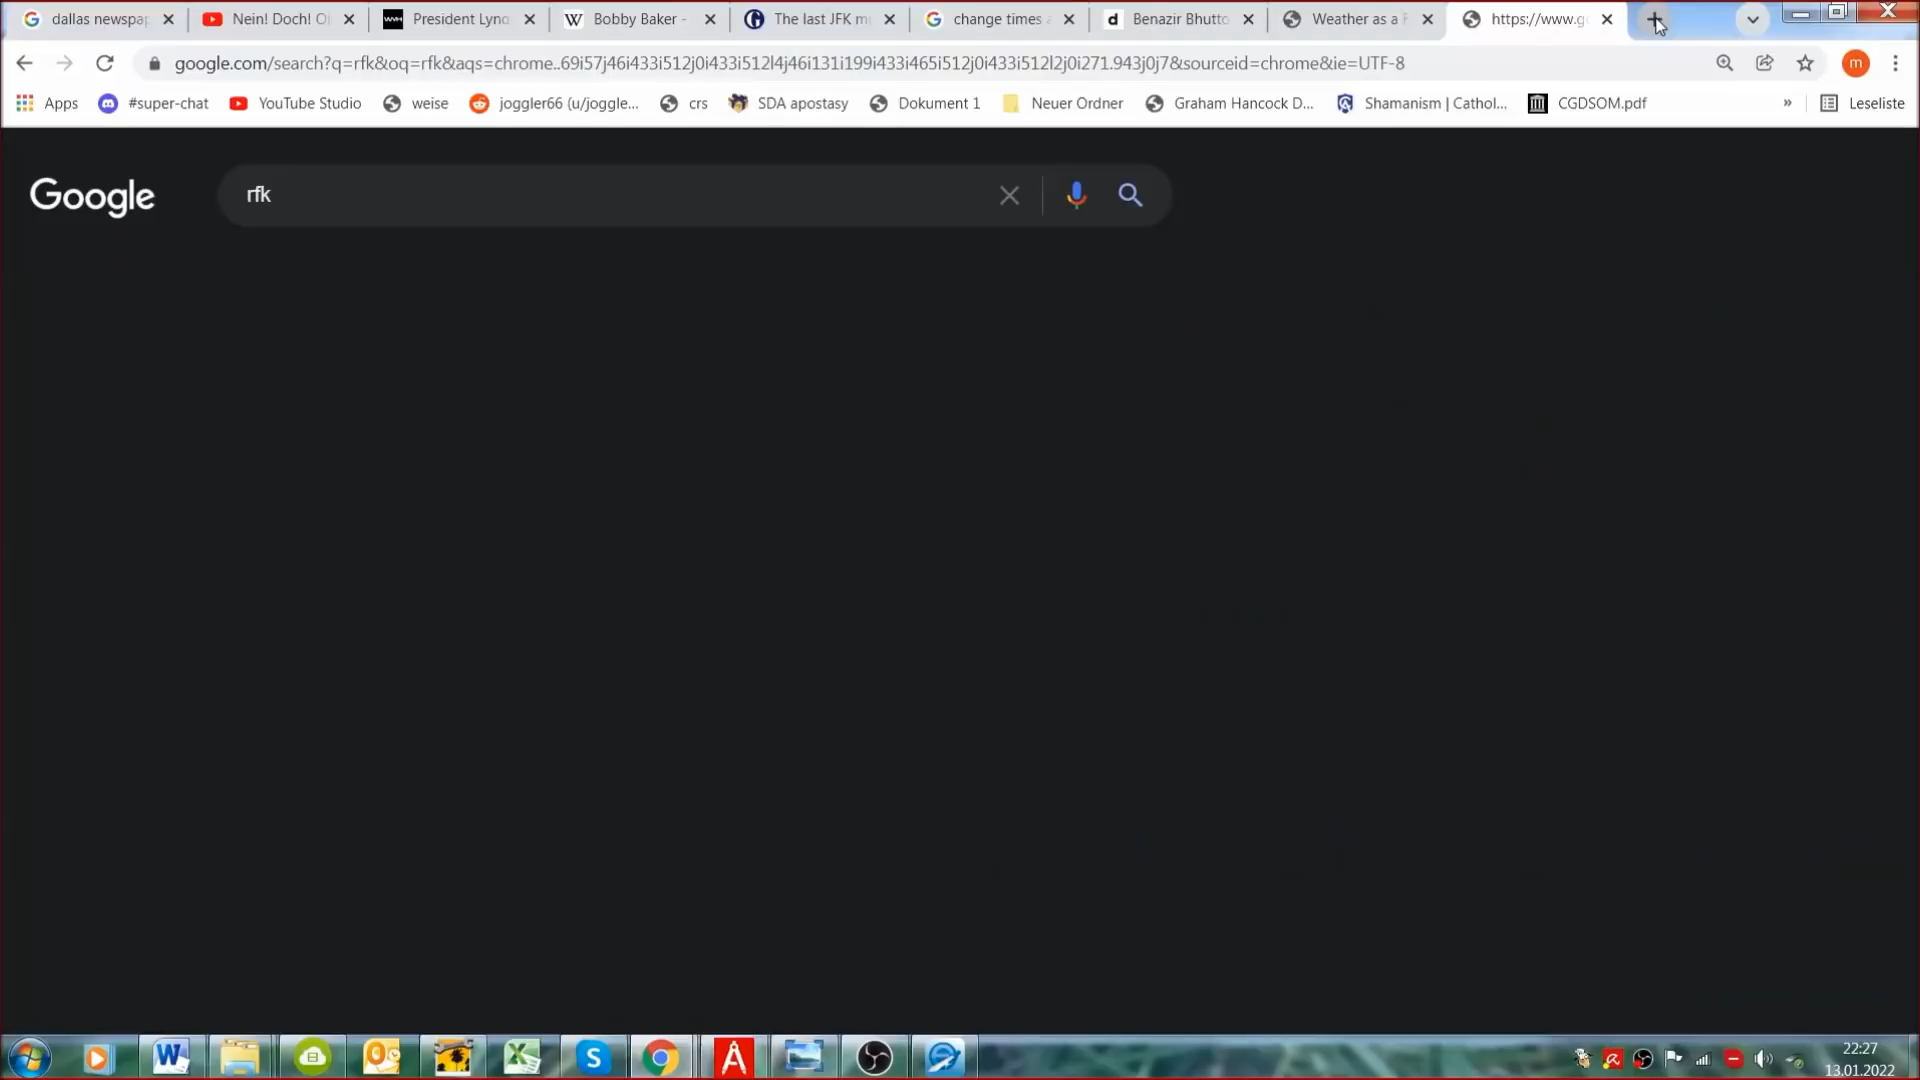 dallas newspap
Nein! Doch! O
President Lyn
Bobby Baker -
The last JFK m
change times
Benazir Bhutto
Weather as a
https://www.g
google.com/search?q=rfk&oq=rfk&aqs=chrome..69i57j46i433i512j0i433i512l4j46i131i199i433i465i512j0i433i512l2j0i271.943j0j7&sourceid=chrome&ie=UTF-8
m
Apps
#super-chat
YouTube Studio
weise
joggler66 (u/joggle...
crs
SDA apostasy
Dokument 1
Neuer Ordner
Graham Hancock D...
Shamanism | Cathol...
CGDSOM.pdf
»
Leseliste
Google
rfk
22:27
13.01.2022